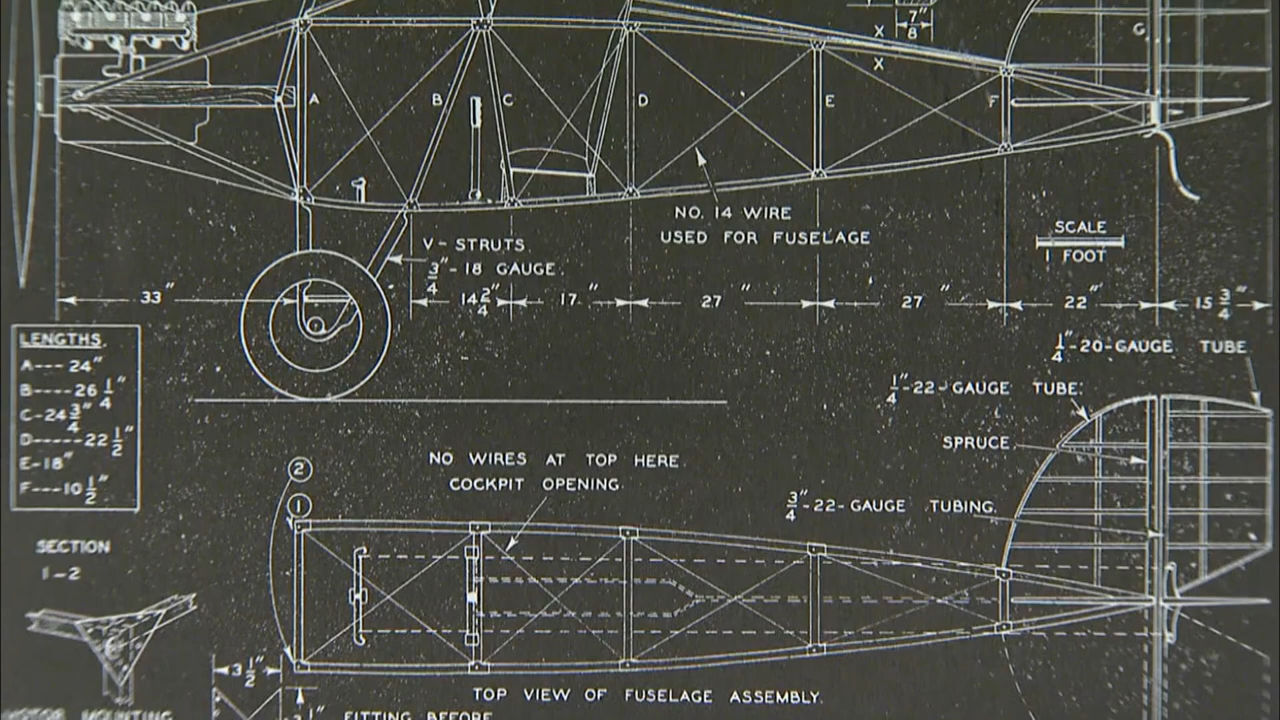 7"
8
X
X
G
A
B
C
D
E
F
NO. 14 WIRE
USED FOR FUSELAGE
SCALE
1 FOOT
V- STRUTS
3/4"- 18 GAUGE.
33"
14 2/4"
17"
27"
27"
22"
15 3/4"
LENGTHS
A--- 24"
B----26 1/4"
C-24 3/4"
D-----22 1/2"
E-18"
F---10 1/2"
1/4"-20-GAUGE TUBE
1/4"-22-GAUGE TUBE.
SPRUCE.
3/4"-22-GAUGE TUBING.
NO WIRES AT TOP HERE
COCKPIT OPENING.
2
1
SECTION
1-2
3 1/2"
TOP VIEW OF FUSELAGE ASSEMBLY.
MOTOR MOUNTING
FITTING BEFORE